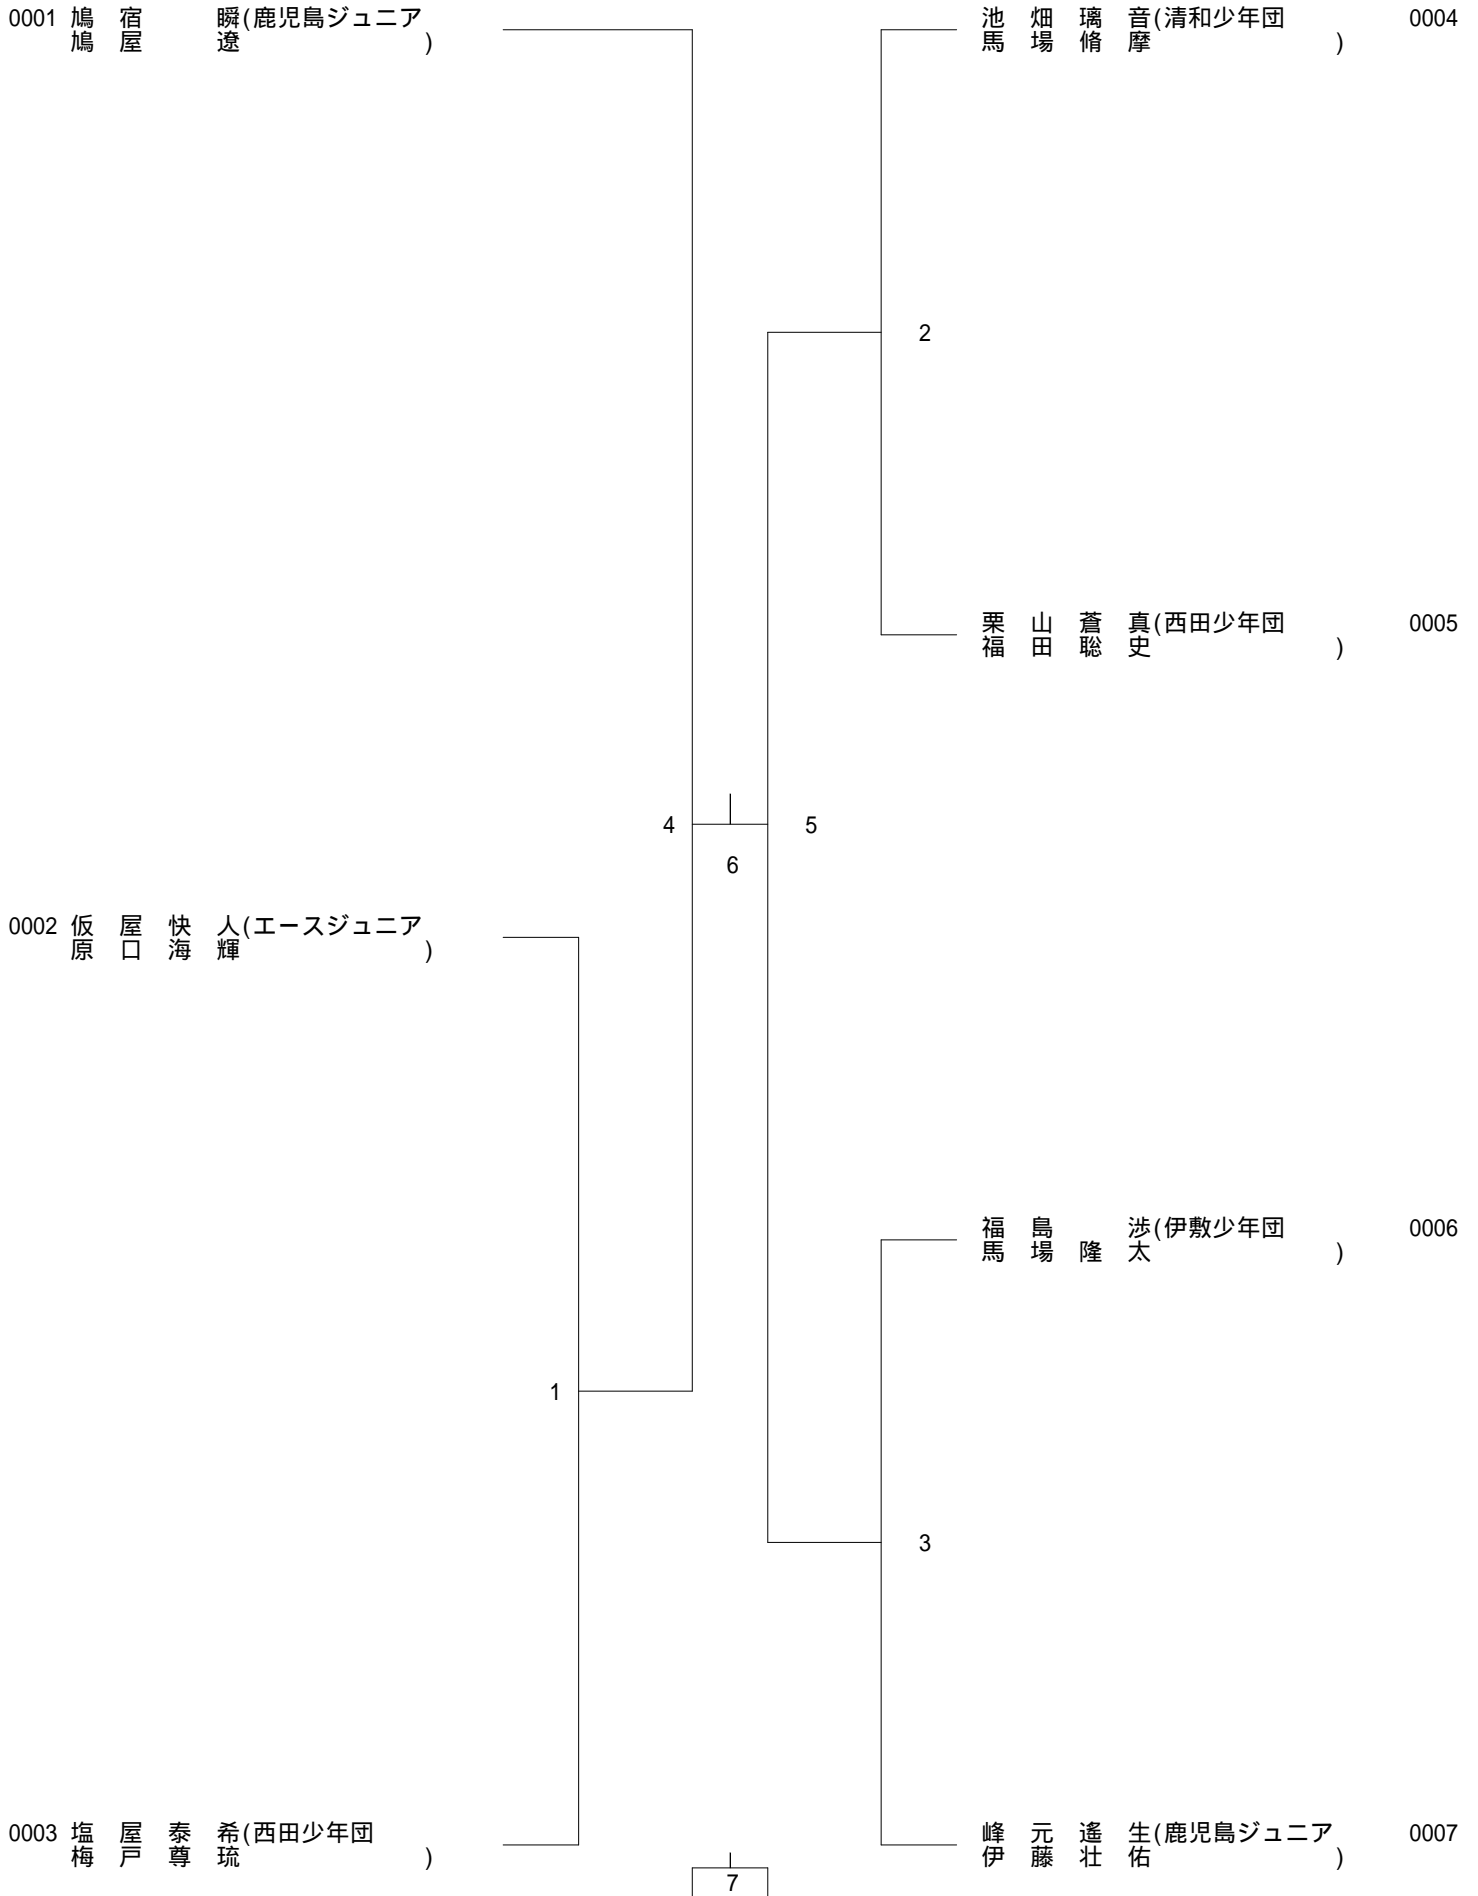 0001 鳩　宿　　　瞬(鹿児島ジュニア
鳩　屋　　　遼　　　　　　　)
池　畑　璃　音(清和少年団　　　0004
馬　場　脩　摩　　　　　　　)
2
栗　山　蒼　真(西田少年団　　　0005
福　田　聡　史　　　　　　　)
4
5
6
0002 仮　屋　快　人(エースジュニア
原　口　海　輝　　　　　　　)
福　島　　　渉(伊敷少年団　　　0006
馬　場　隆　太　　　　　　　)
1
3
0003 塩　屋　泰　希(西田少年団
梅　戸　尊　琉　　　　　　　)
峰　元　遙　生(鹿児島ジュニア　0007
伊　藤　壮　佑　　　　　　　)
7